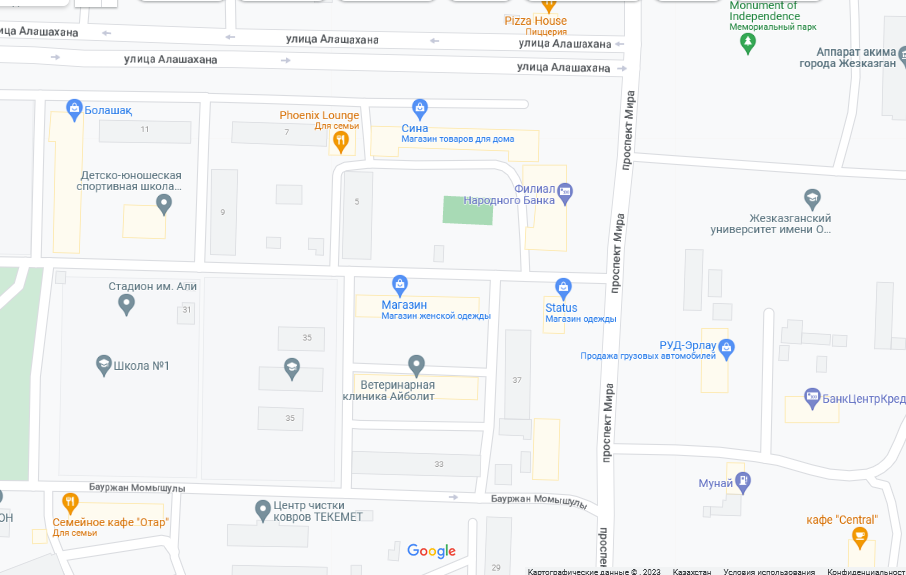 Monument of
Independence
Мемориальный парк
Pizza House
Пиццерия
улица Алашахана
улица Алашахана
улица Алашахана
улица Алашахана
Аппарат акима
города Жезказган
Болашақ
11
7
Phoenix Lounge
Для семьи
Сина
Магазин товаров для дома
проспект Мира
Детско-юношеская
спортивная школа...
9
5
Филиал
Народного Банка
Жезказганский
университет имени О...
проспект Мира
Стадион им. Али
31
Магазин
Магазин женской одежды
Status
Магазин одежды
35
РУД-Эрлау
Продажа грузовых автомобилей
Школа №1
Ветеринарная
клиника Айболит
37
проспект Мира
35
БанкЦентрКред
33
Мунай
Бауржан Момышулы
Бауржан Момышулы
ОН
Семейное кафе "Отар"
Для семьи
Центр чистки
ковров ТЕКЕМЕТ
кафе "Central"
проспе
29
Google
Картографические данные © , 2023 Казахстан Условия использования Конфиденциальност